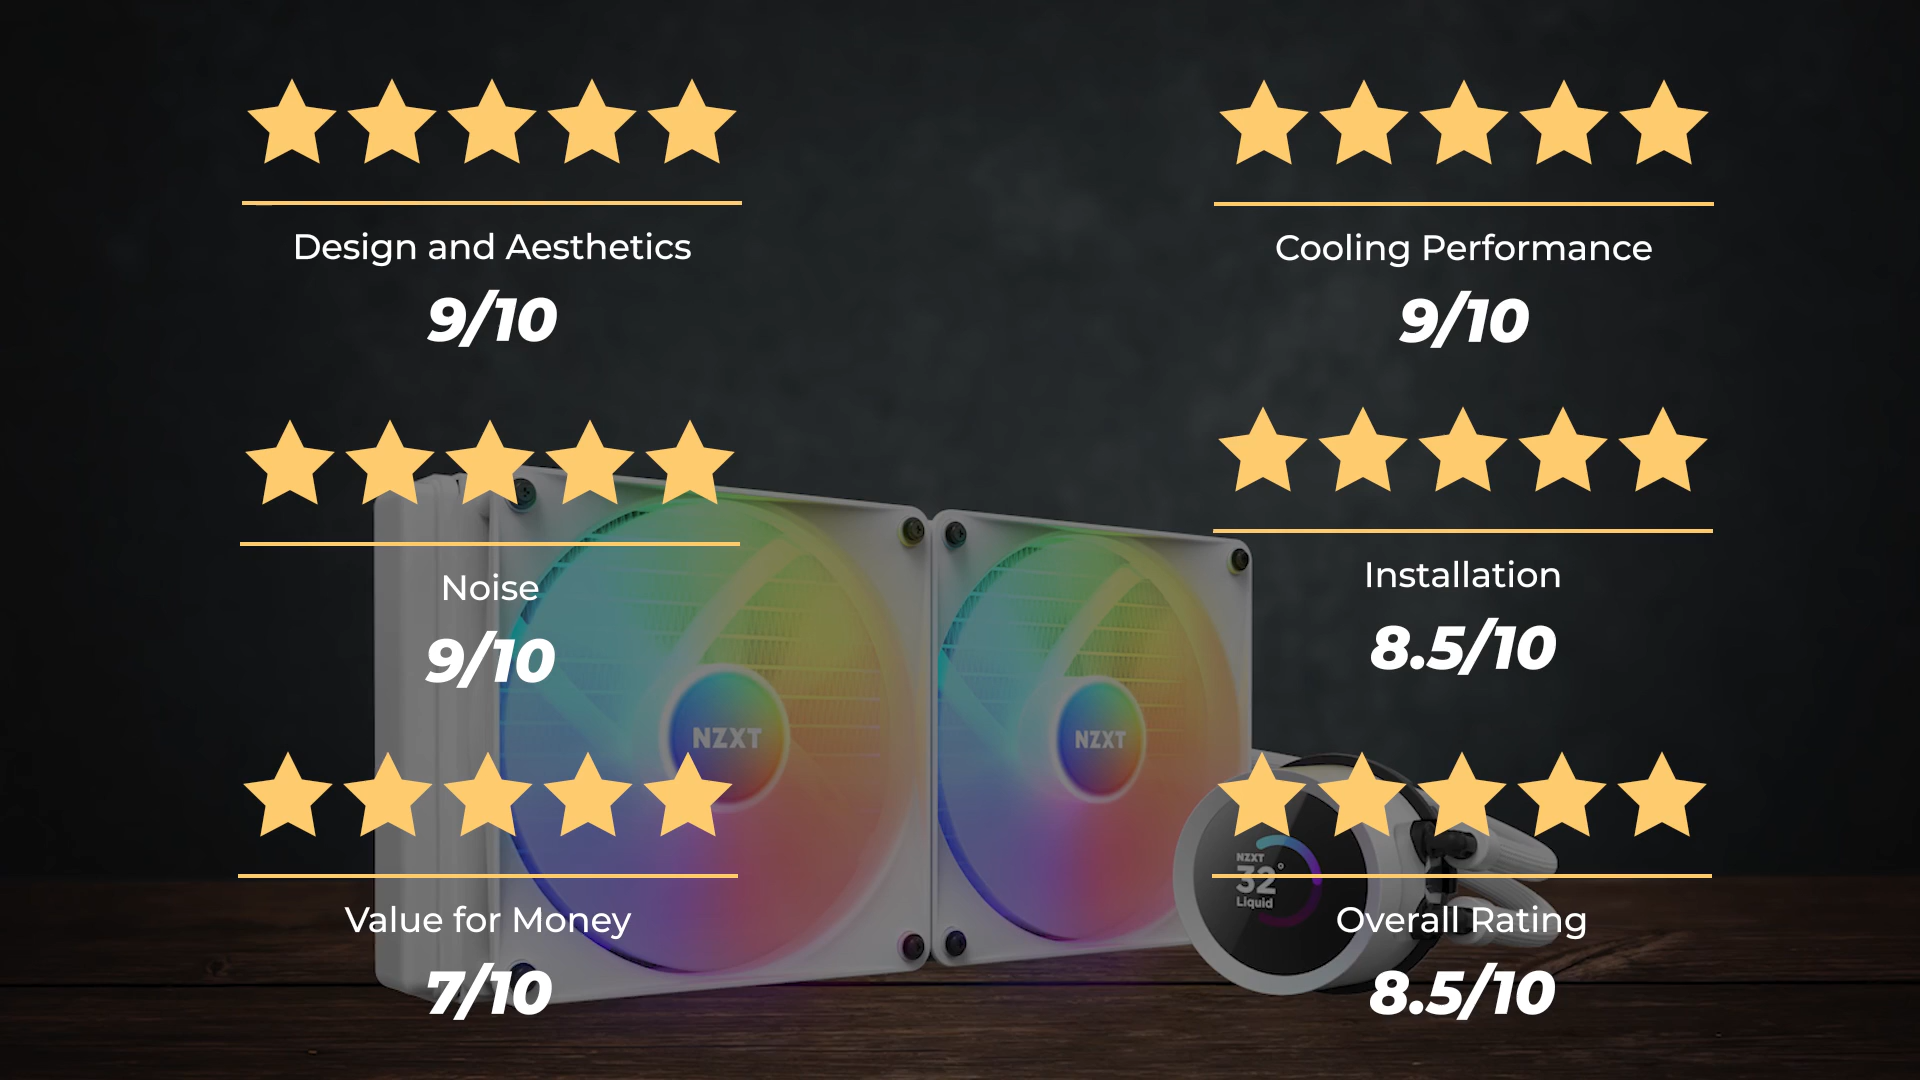 Design and Aesthetics
9/10
Cooling Performance
9/10
Noise
9/10
Installation
8.5/10
NZXT
NZXT
Value for Money
7/10
NZXT
32°
Liquid
Overall Rating
8.5/10